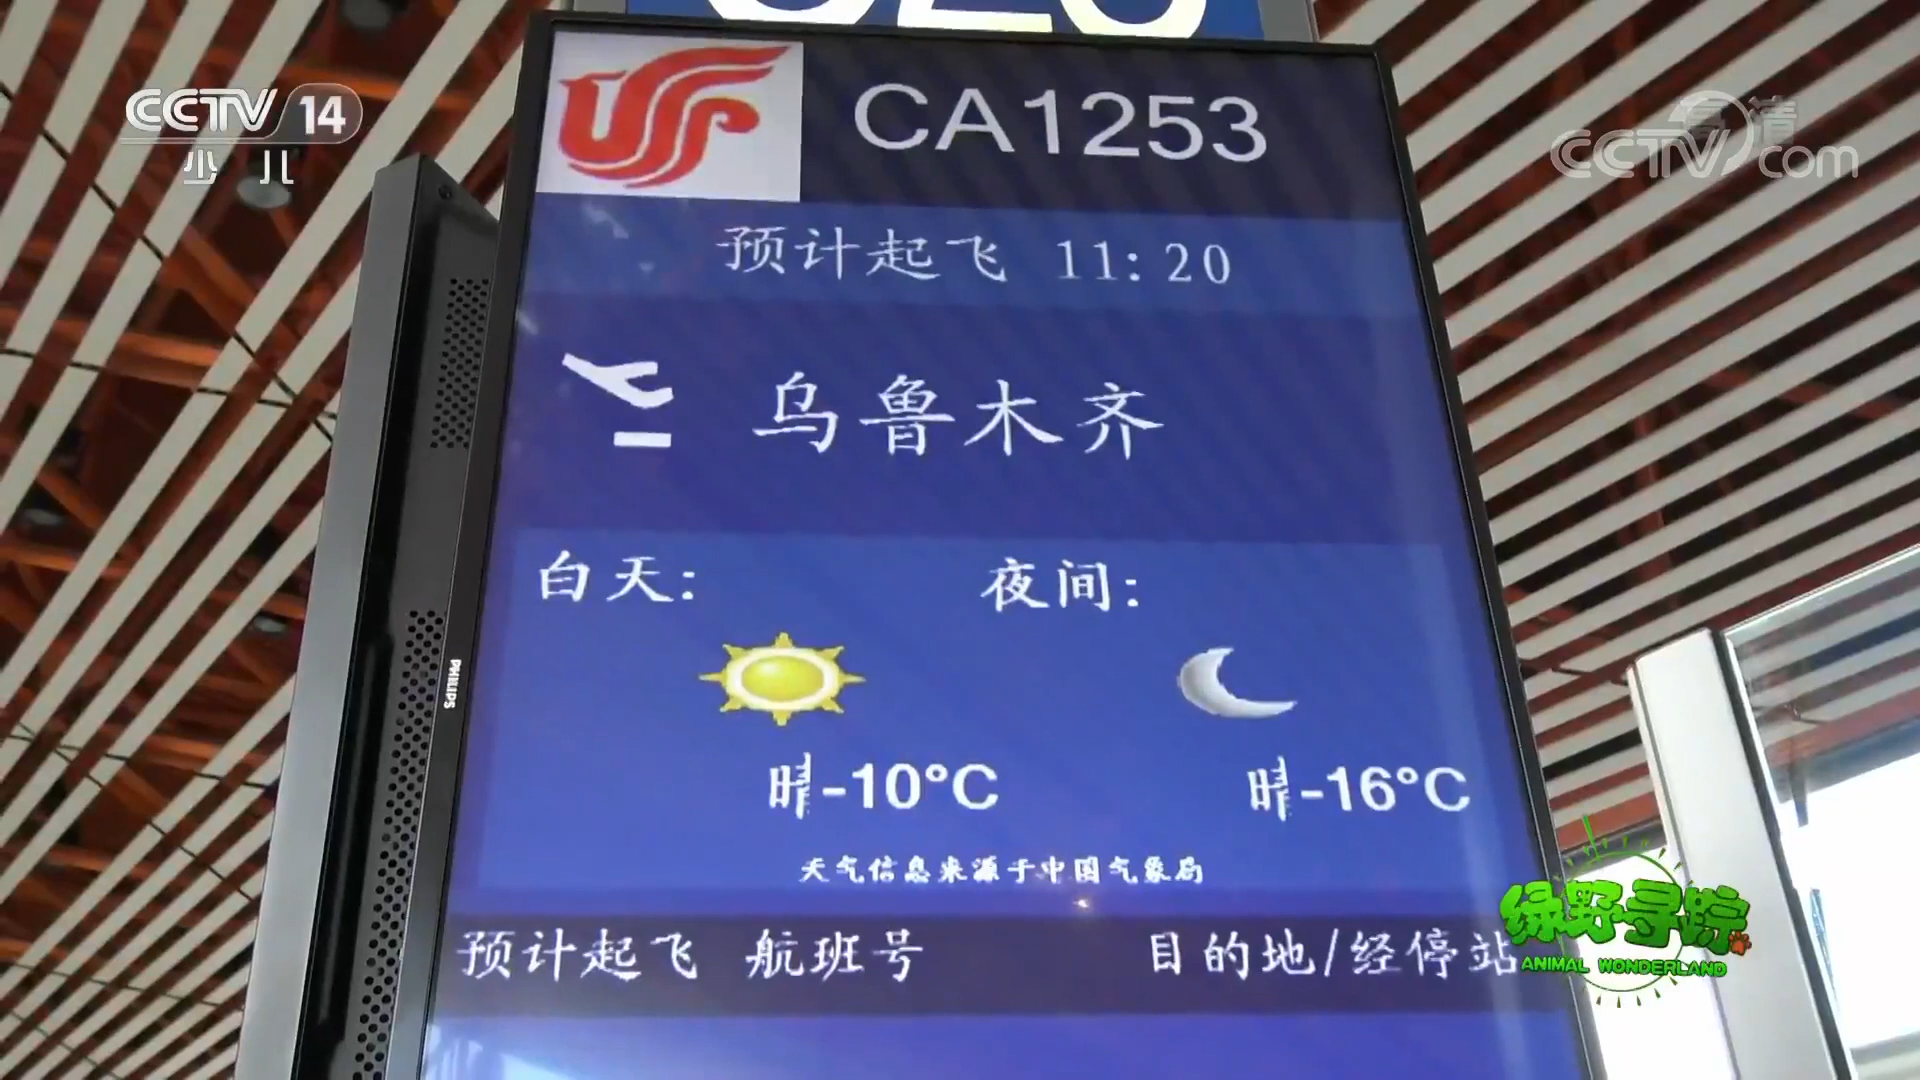 CCTV 14
少儿
高清
CCTV.com
CA1253
预计起飞 11:20
乌鲁木齐
白天: 夜间:
晴-10°C 晴-16°C
天气信息来源于中国气象局
预计起飞 航班号 目的地/经停站
PHILIPS
绿野寻踪
ANIMAL WONDERLAND